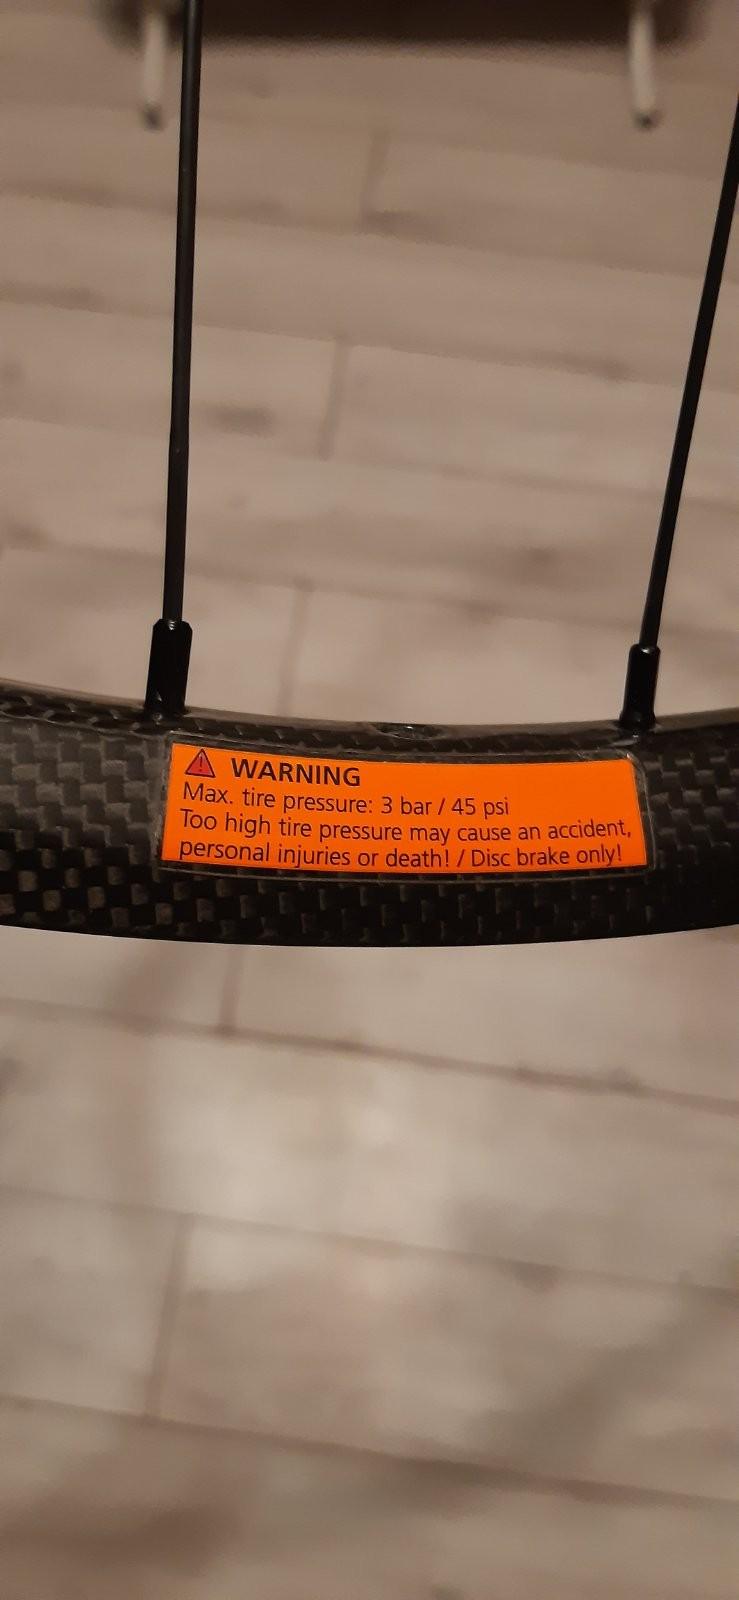 WARNING
Max. tire pressure: 3 bar / 45 psi
Too high tire pressure may cause an accident,
personal injuries or death! / Disc brake only!